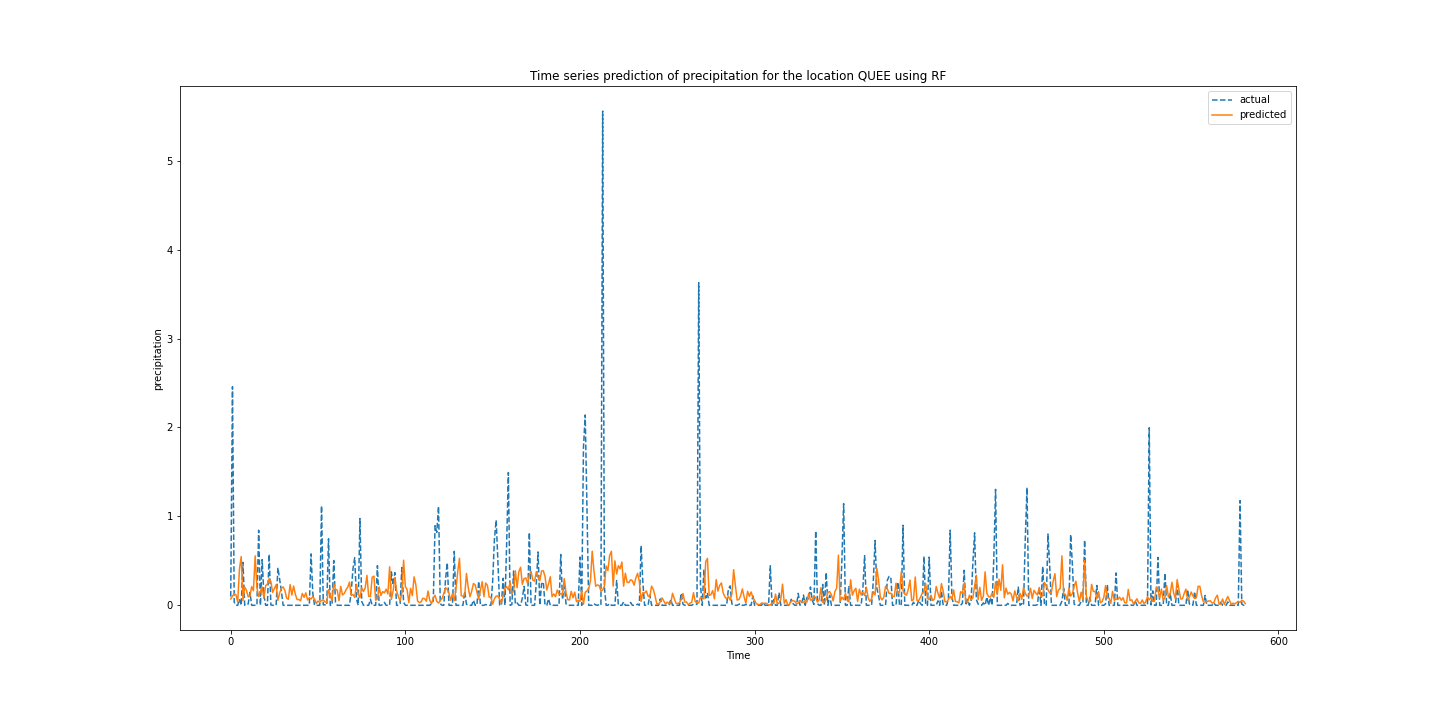 Time series prediction of precipitation for the location QUEE using RF
actual
predicted
5
4
3
2
1
0
precipitation
0 100 200 300 400 500 600
Time